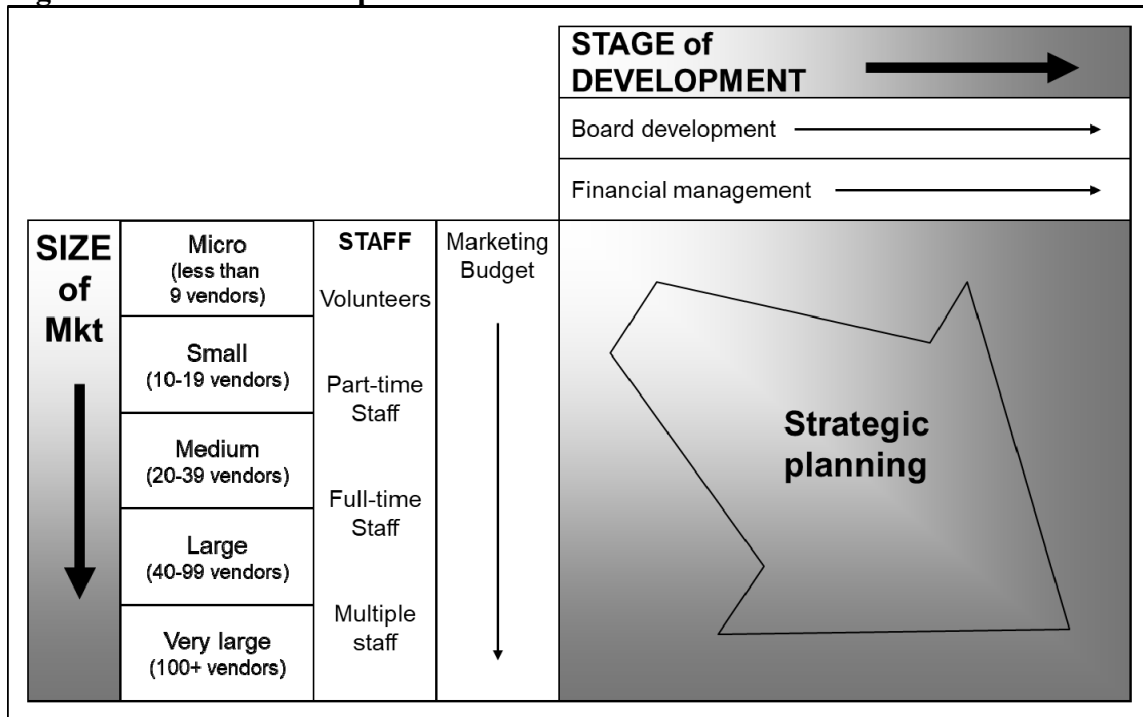 STAGE of
DEVELOPMENT
Board development
Financial management
SIZE
of
Mkt
Micro
(less than
9 vendors)
Small
(10-19 vendors)
Medium
(20-39 vendors)
Large
(40-99 vendors)
Very large
(100+ vendors)
STAFF
Volunteers
Part-time
Staff
Full-time
Staff
Multiple
staff
Marketing
Budget
Strategic
planning